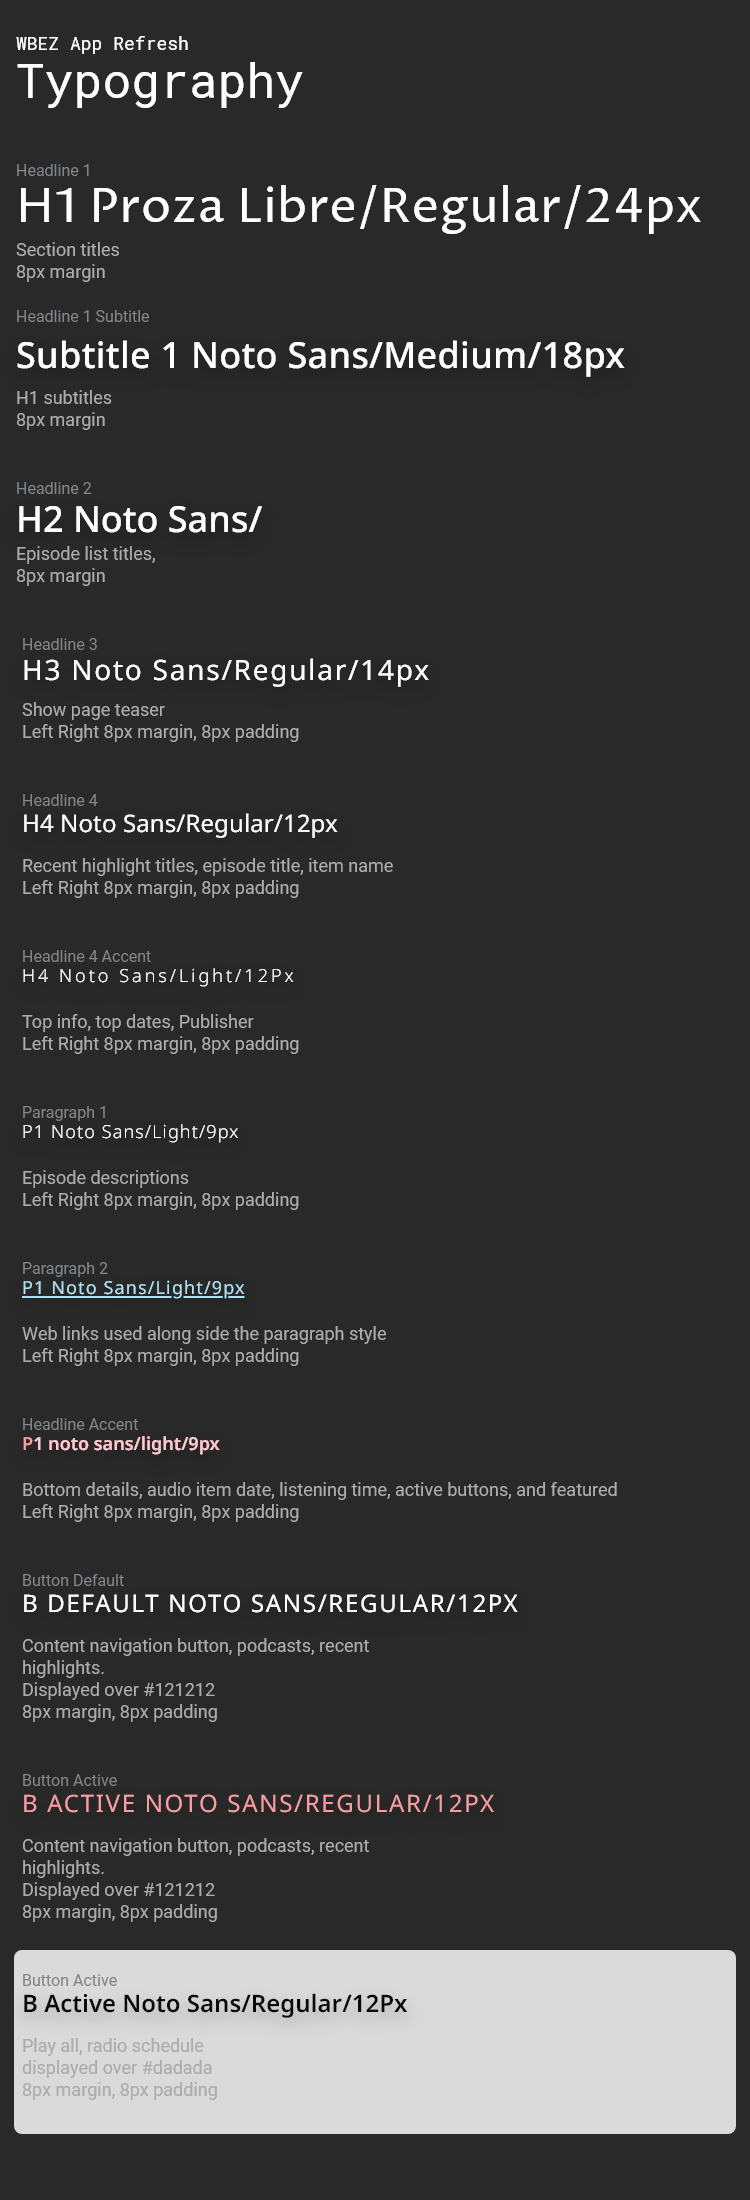 WBEZ App Refresh
Typography
Headline 1
H1 Proza Libre/Regular/24px
Section titles
8px margin
Headline 1 Subtitle
Subtitle 1 Noto Sans/Medium/18px
H1 subtitles
8px margin
Headline 2
H2 Noto Sans/
Episode list titles,
8px margin
Headline 3
H3 Noto Sans/Regular/14px
Show page teaser
Left Right 8px margin, 8px padding
Headline 4
H4 Noto Sans/Regular/12px
Recent highlight titles, episode title, item name
Left Right 8px margin, 8px padding
Headline 4 Accent
H4 Noto Sans/Light/12Px
Top info, top dates, Publisher
Left Right 8px margin, 8px padding
Paragraph 1
P1 Noto Sans/Light/9px
Episode descriptions
Left Right 8px margin, 8px padding
Paragraph 2
P1 Noto Sans/Light/9px
Web links used along side the paragraph style
Left Right 8px margin, 8px padding
Headline Accent
P1 noto sans/light/9px
Bottom details, audio item date, listening time, active buttons, and featured
Left Right 8px margin, 8px padding
Button Default
B DEFAULT NOTO SANS/REGULAR/12PX
Content navigation button, podcasts, recent
highlights.
Displayed over #121212
8px margin, 8px padding
Button Active
B ACTIVE NOTO SANS/REGULAR/12PX
Content navigation button, podcasts, recent
highlights.
Displayed over #121212
8px margin, 8px padding
Button Active
B Active Noto Sans/Regular/12Px
Play all, radio schedule
displayed over #dadada
8px margin, 8px padding